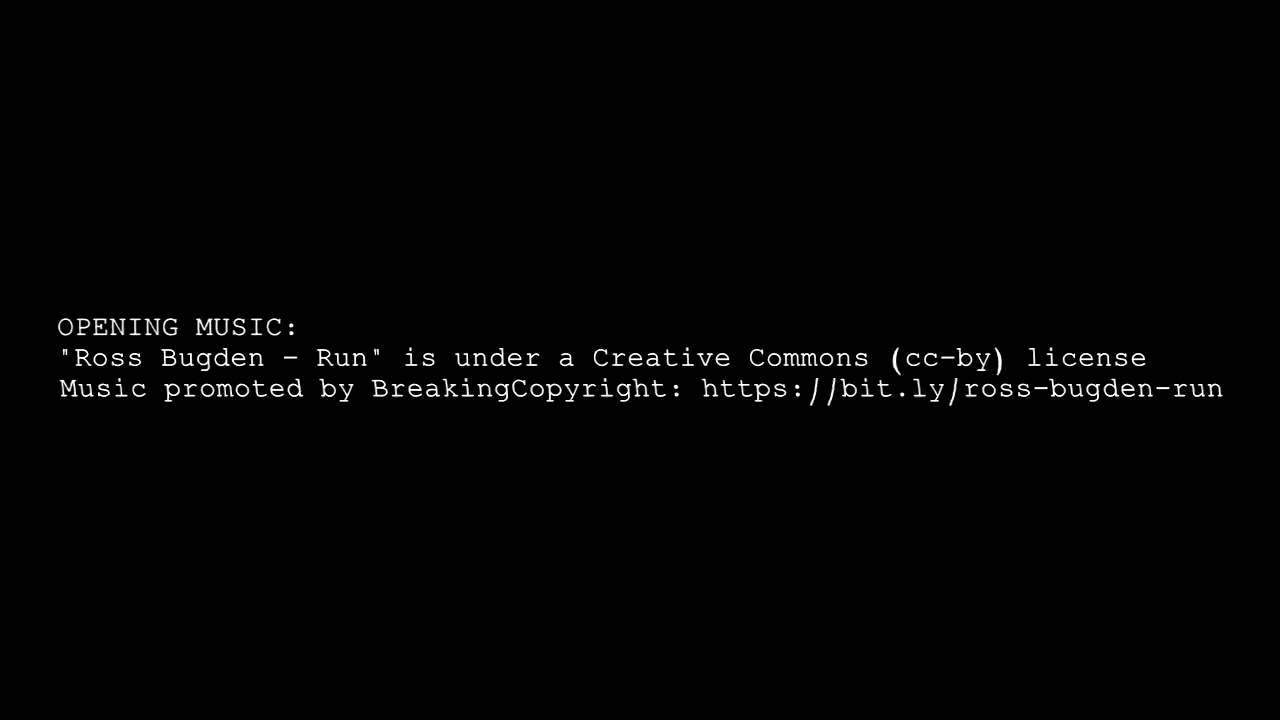 OPENING MUSIC:
"Ross Bugden – Run" is under a Creative Commons (cc-by) license
Music promoted by BreakingCopyright: https://bit.ly/ross-bugden-run